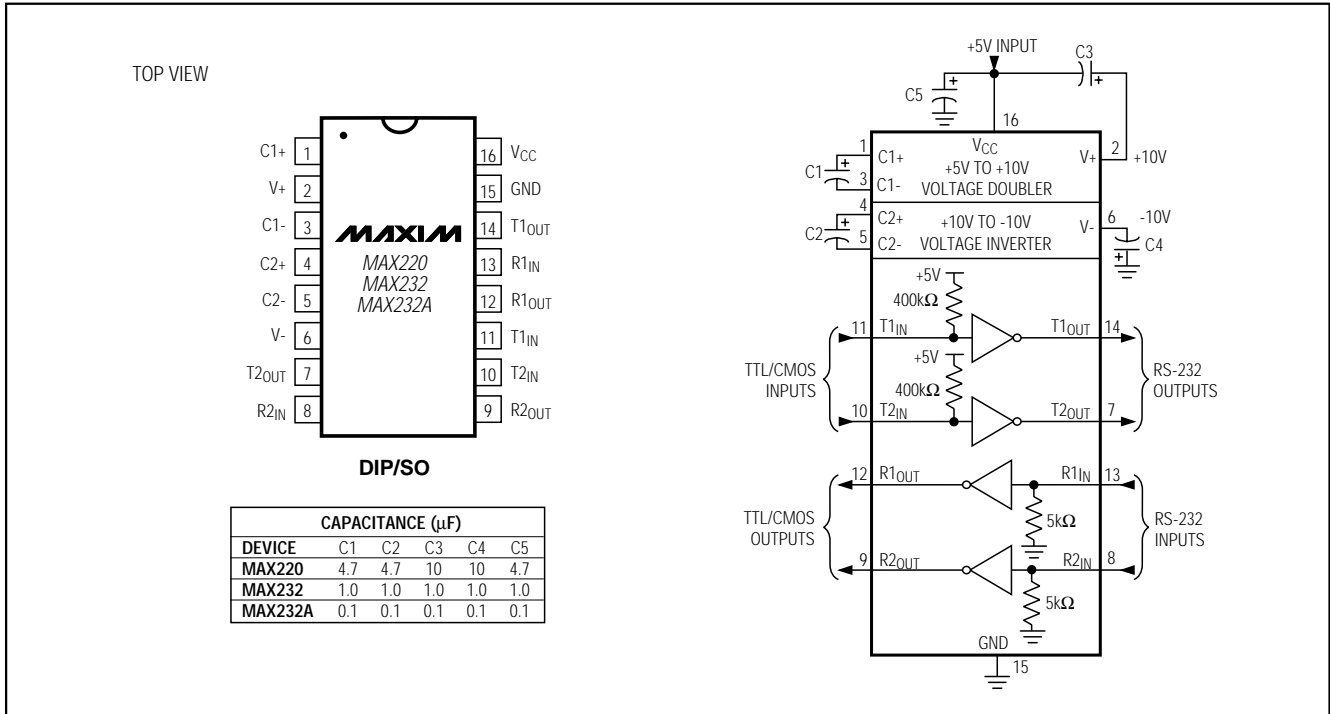 TOP VIEW
C1+ 1
V+ 2
C1- 3
C2+ 4
C2- 5
V- 6
T2OUT 7
R2IN 8
16 VCC
15 GND
14 T1OUT
13 R1IN
12 R1OUT
11 T1IN
10 T2IN
9 R2OUT
MAXIM
MAX220
MAX232
MAX232A
DIP/SO
CAPACITANCE (µF)
DEVICE C1 C2 C3 C4 C5
MAX220 4.7 4.7 10 10 4.7
MAX232 1.0 1.0 1.0 1.0 1.0
MAX232A 0.1 0.1 0.1 0.1 0.1
+5V INPUT
C3
+
C5
+
16
VCC
+5V TO +10V
VOLTAGE DOUBLER
1
C1+
C1
+
3
C1-
V+
2
+10V
4
C2+
C2
+
5
C2-
+10V TO -10V
VOLTAGE INVERTER
V-
6
-10V
C4
+
+5V
400kΩ
11 T1IN
T1OUT 14
+5V
400kΩ
10 T2IN
T2OUT 7
TTL/CMOS
INPUTS
RS-232
OUTPUTS
12 R1OUT
R1IN 13
5kΩ
9 R2OUT
R2IN 8
5kΩ
TTL/CMOS
OUTPUTS
RS-232
INPUTS
GND
15